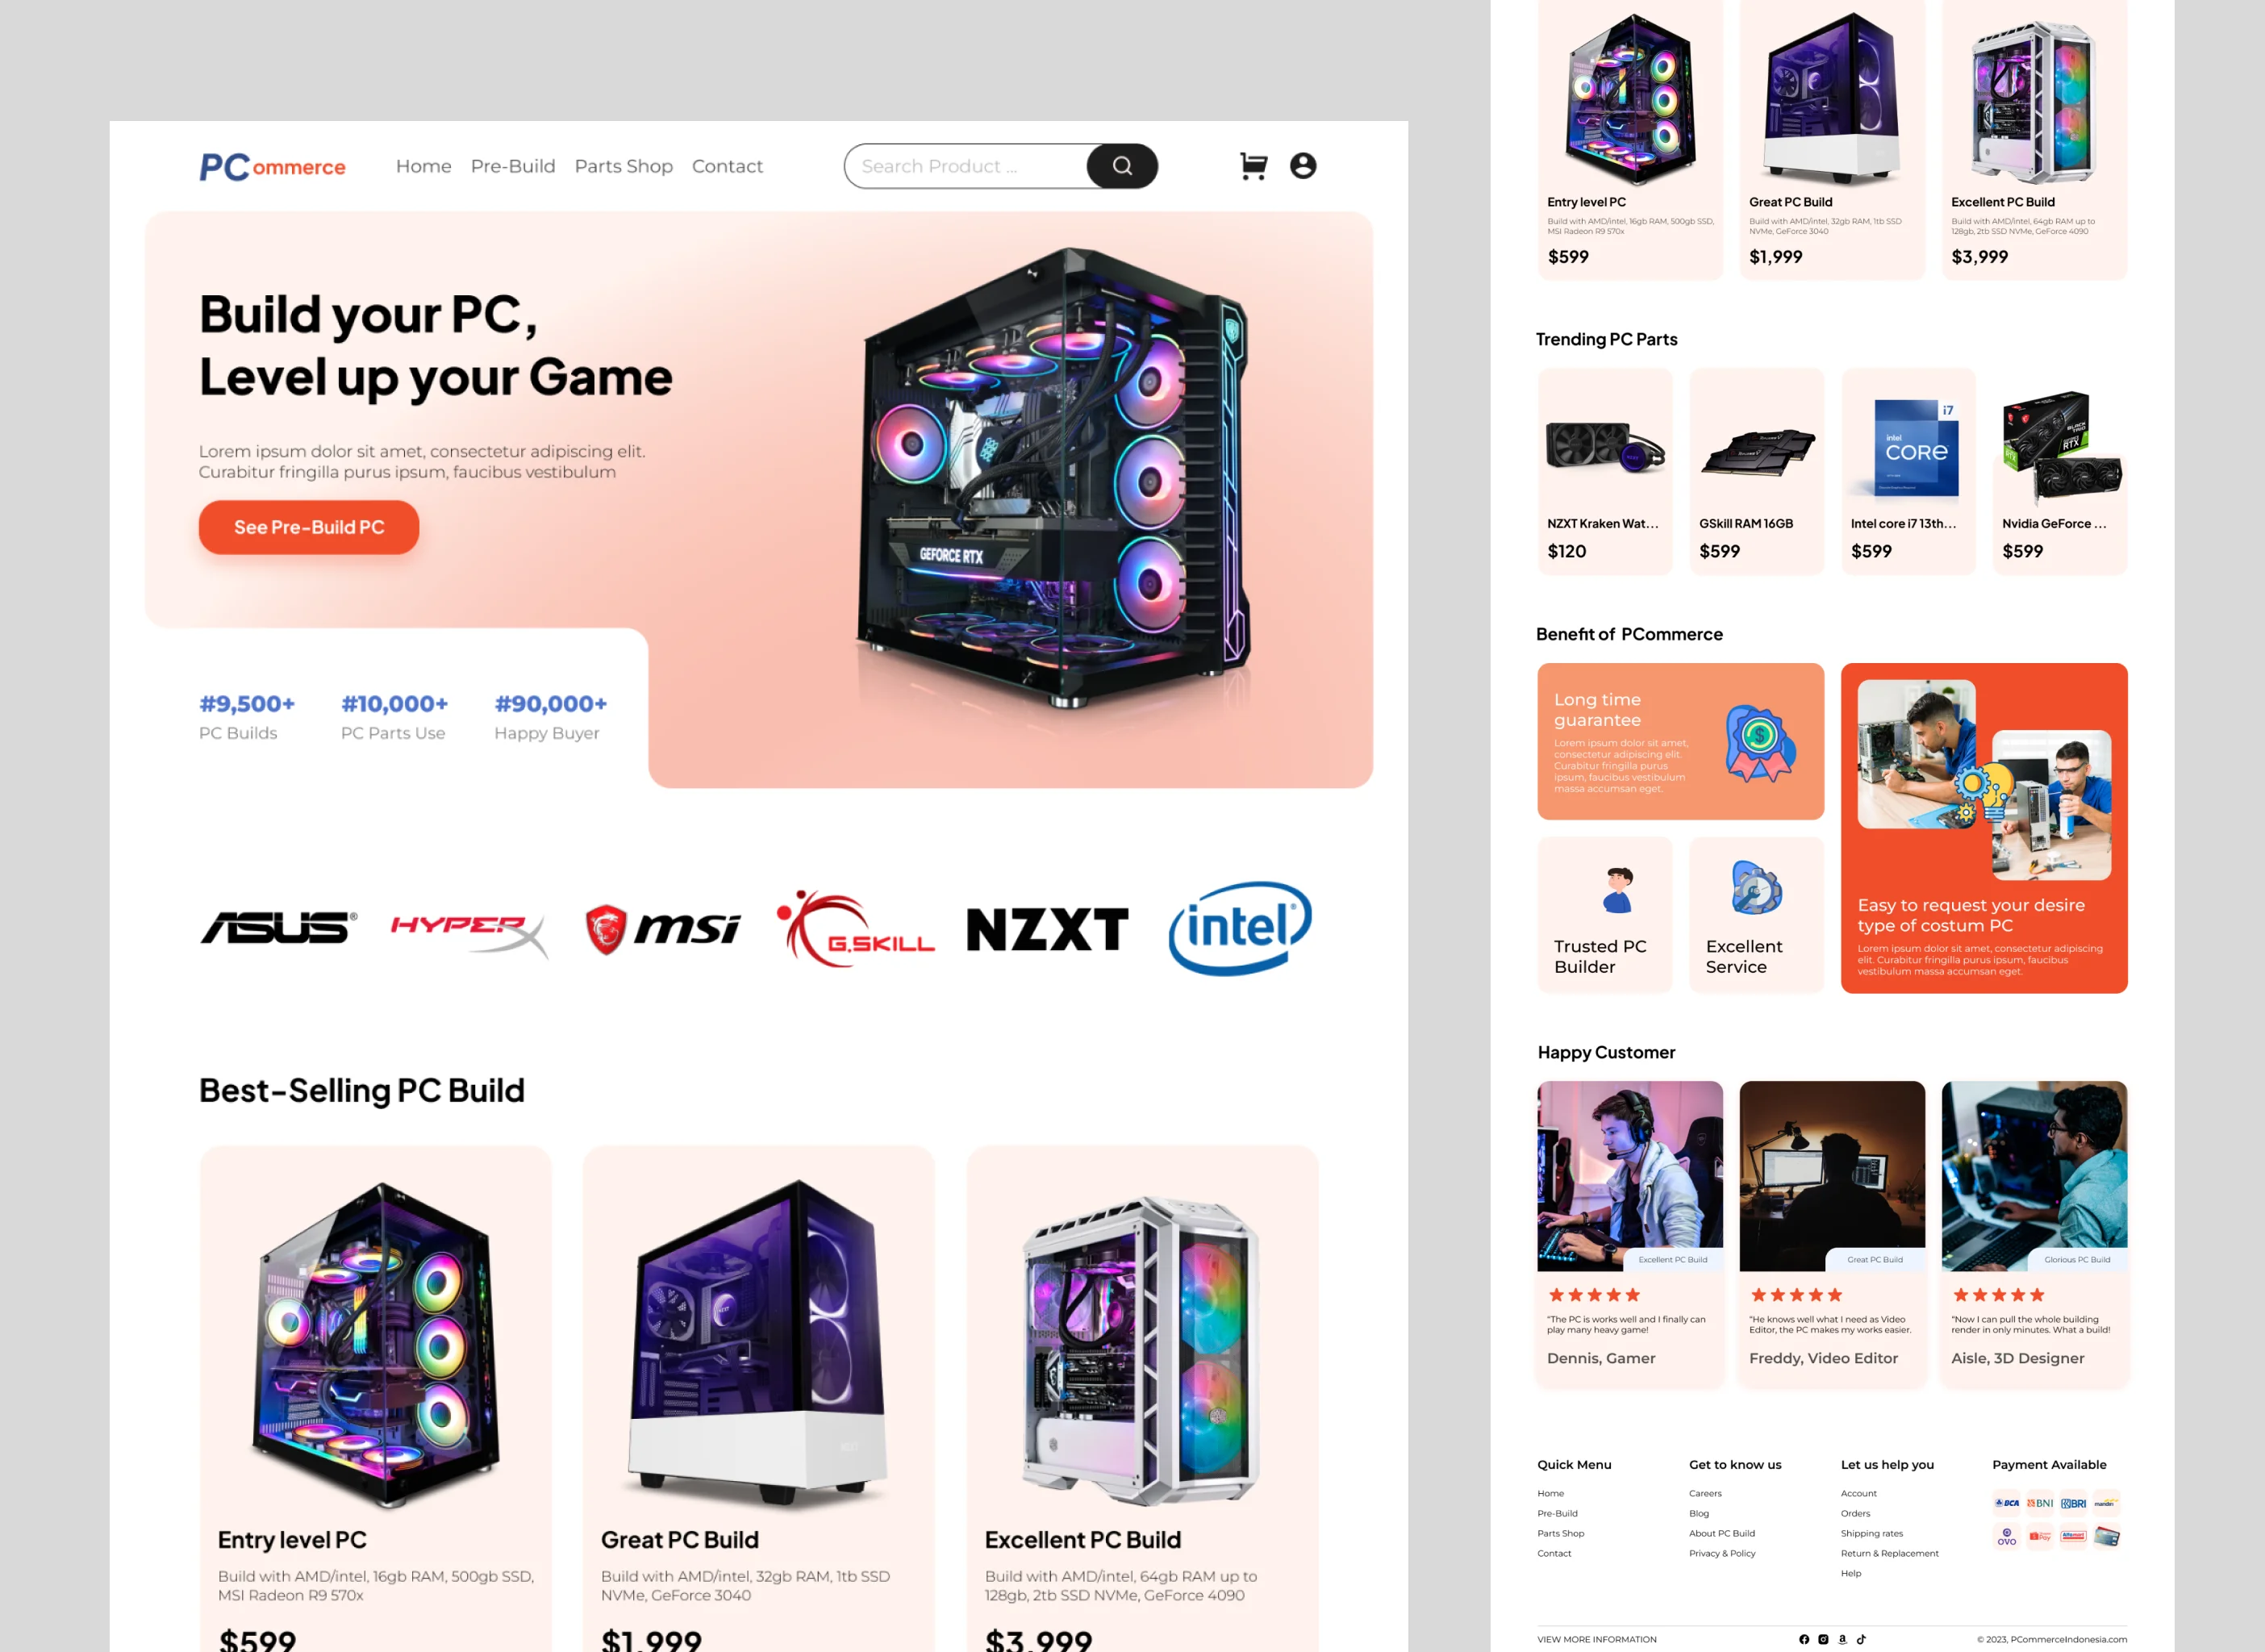 PCommerce
Home
Pre-Build
Parts Shop
Contact
Search Product ...
Build your PC,
Level up your Game
Lorem ipsum dolor sit amet, consectetur adipiscing elit.
Curabitur fringilla purus ipsum, faucibus vestibulum
See Pre-Build PC
GEFORCE RTX
#9,500+
PC Builds
#10,000+
PC Parts Use
#90,000+
Happy Buyer
ASUS®
HYPERX
msi
G.SKILL
NZXT
intel®
Best-Selling PC Build
Entry level PC
Build with AMD/intel, 16gb RAM, 500gb SSD,
MSI Radeon R9 570x
$599
Great PC Build
Build with AMD/intel, 32gb RAM, 1tb SSD
NVMe, GeForce 3040
$1,999
Excellent PC Build
Build with AMD/intel, 64gb RAM up to
128gb, 2tb SSD NVMe, GeForce 4090
$3,999
Entry level PC
Build with AMD/intel, 16gb RAM, 500gb SSD,
MSI Radeon R9 570x
$599
Great PC Build
Build with AMD/intel, 32gb RAM, 1tb SSD
NVMe, GeForce 3040
$1,999
Excellent PC Build
Build with AMD/intel, 64gb RAM up to
128gb, 2tb SSD NVMe, GeForce 4090
$3,999
Trending PC Parts
NZXT Kraken Wat...
$120
GSkill RAM 16GB
$599
i7
intel
CORE
Intel core i7 13th...
$599
RTX
Nvidia GeForce ...
$599
Benefit of PCommerce
Long time
guarantee
Lorem ipsum dolor sit amet,
consectetur adipiscing elit.
Curabitur fringilla purus
ipsum, faucibus vestibulum
massa accumsan eget.
Trusted PC
Builder
Excellent
Service
Easy to request your desire
type of costum PC
Lorem ipsum dolor sit amet, consectetur adipiscing
elit. Curabitur fringilla purus ipsum, faucibus
vestibulum massa accumsan eget.
Happy Customer
Excellent PC Build
"The PC is works well and I finally can
play many heavy game!
Dennis, Gamer
Great PC Build
"He knows well what I need as Video
Editor, the PC makes my works easier.
Freddy, Video Editor
Glorious PC Build
"Now I can pull the whole building
render in only minutes. What a build!
Aisle, 3D Designer
Quick Menu
Home
Pre-Build
Parts Shop
Contact
Get to know us
Careers
Blog
About PC Build
Privacy & Policy
Let us help you
Account
Orders
Shipping rates
Return & Replacement
Help
Payment Available
BCA
BNI
BRI
mandiri
OVO
Pay
Alfamart
VIEW MORE INFORMATION
© 2023, PCommerceIndonesia.com